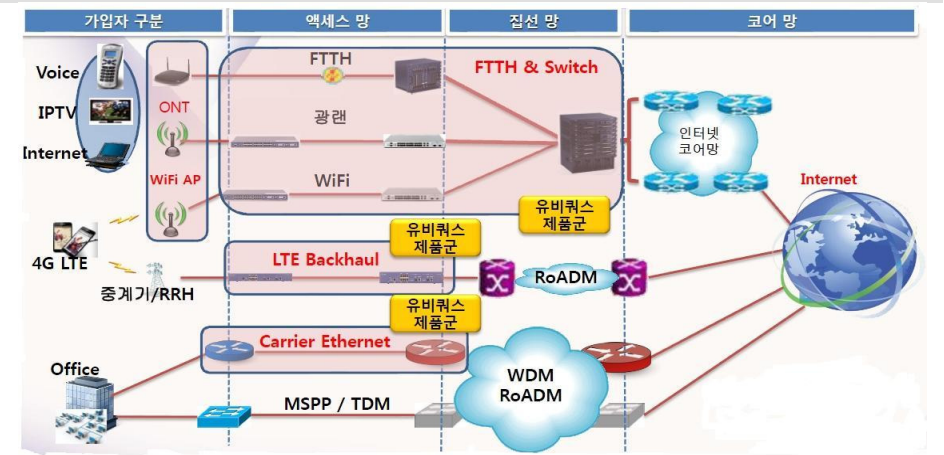 가입자 구분
액세스 망
집선 망
코어 망
Voice
IPTV
Internet
ONT
WiFi AP
FTTH
광랜
WiFi
FTTH & Switch
인터넷
코어망
Internet
유비쿼스
제품군
4G LTE
중계기/RRH
LTE Backhaul
유비쿼스
제품군
RoADM
유비쿼스
제품군
Carrier Ethernet
Office
MSPP / TDM
WDM
RoADM